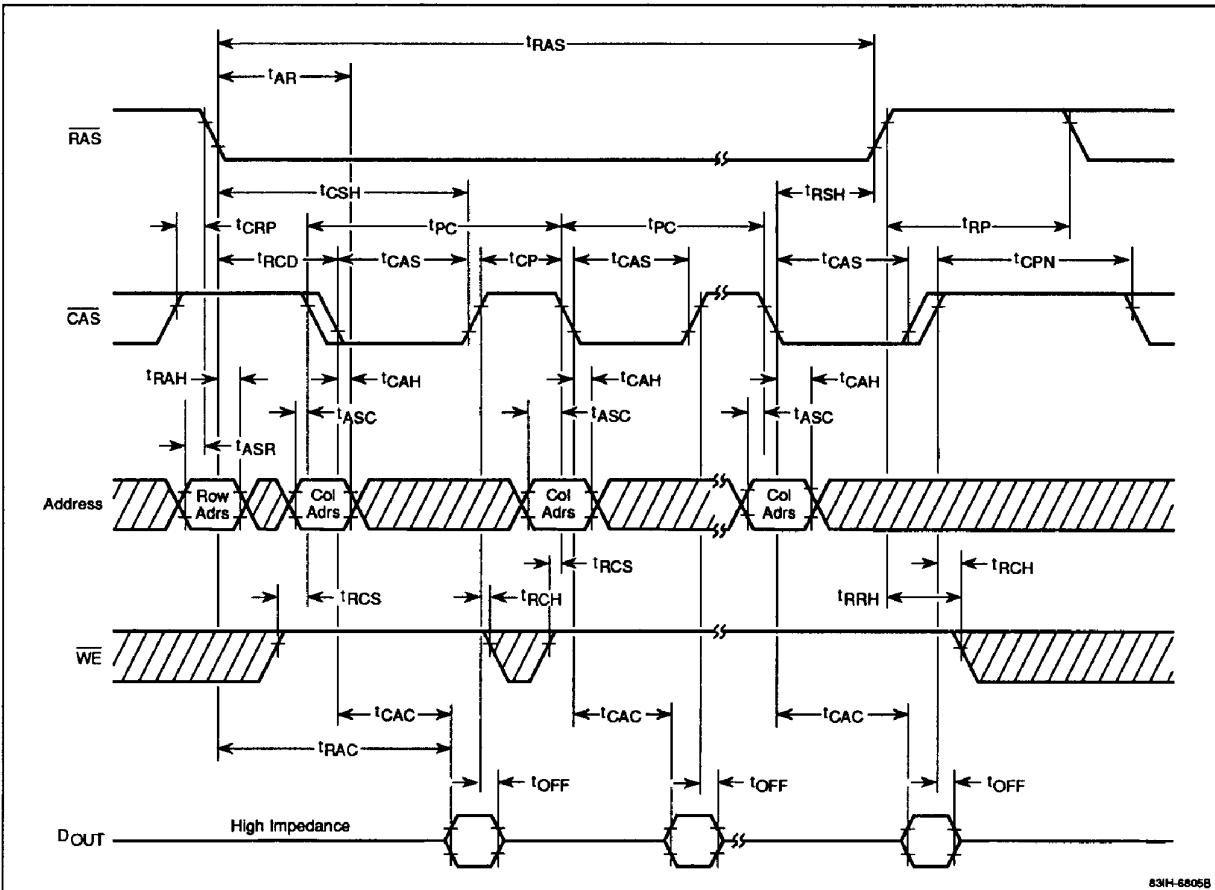 tRAS
tAR
RAS
tCSH
tRSH
tCRP
tPC
tPC
tRP
tRCD
tCAS
tCP
tCAS
tCAS
tCPN
CAS
tRAH
tCAH
tCAH
tCAH
tASC
tASC
tASC
tASR
Address
Row
Adrs
Col
Adrs
Col
Adrs
Col
Adrs
tRCS
tRCH
tRCS
tRCH
tRRH
WE
tCAC
tCAC
tCAC
tRAC
tOFF
tOFF
tOFF
High Impedance
DOUT
83IH-6805B